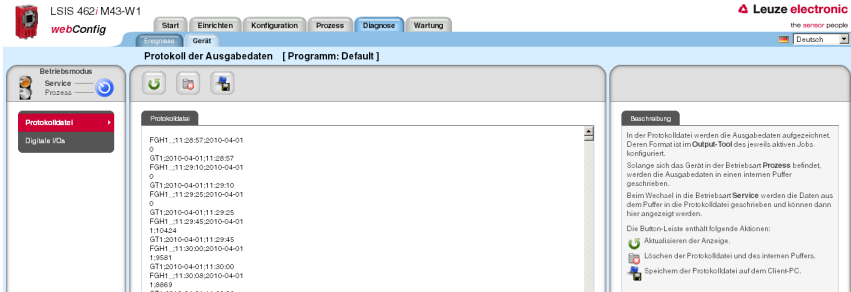 LSIS 462i M43-W1
webConfig
Start
Einrichten
Konfiguration
Prozess
Diagnose
Wartung
Leuze electronic
the sensor people
Ereignisse
Gerät
Deutsch
Protokoll der Ausgabedaten [ Programm: Default ]
Betriebsmodus
Service
Prozess
Protokolldatei
Digitale I/Os
Protokolldatei
FGH1_;11:28:57;2010-04-01
0
GT1;2010-04-01;11:28:57
FGH1_;11:29:10;2010-04-01
0
GT1;2010-04-01;11:29:10
FGH1_;11:29:25;2010-04-01
0
GT1;2010-04-01;11:29:25
FGH1_;11:29:45;2010-04-01
1;10424
GT1;2010-04-01;11:29:45
FGH1_;11:30:00;2010-04-01
1;9581
GT1;2010-04-01;11:30:00
FGH1_;11:30:08;2010-04-01
1;8869
Beschreibung
In der Protokolldatei werden die Ausgabedaten aufgezeichnet.
Deren Format ist im Output-Tool des jeweils aktiven Jobs
konfiguriert.
Solange sich das Gerät in der Betriebsart Prozess befindet,
werden die Ausgabedaten in einen internen Puffer
geschrieben.
Beim Wechsel in die Betriebsart Service werden die Daten aus
dem Puffer in die Protokolldatei geschrieben und können dann
hier angezeigt werden.
Die Button-Leiste enthält folgende Aktionen:
Aktualisieren der Anzeige.
Löschen der Protokolldatei und des internen Puffers.
Speichern der Protokolldatei auf dem Client-PC.